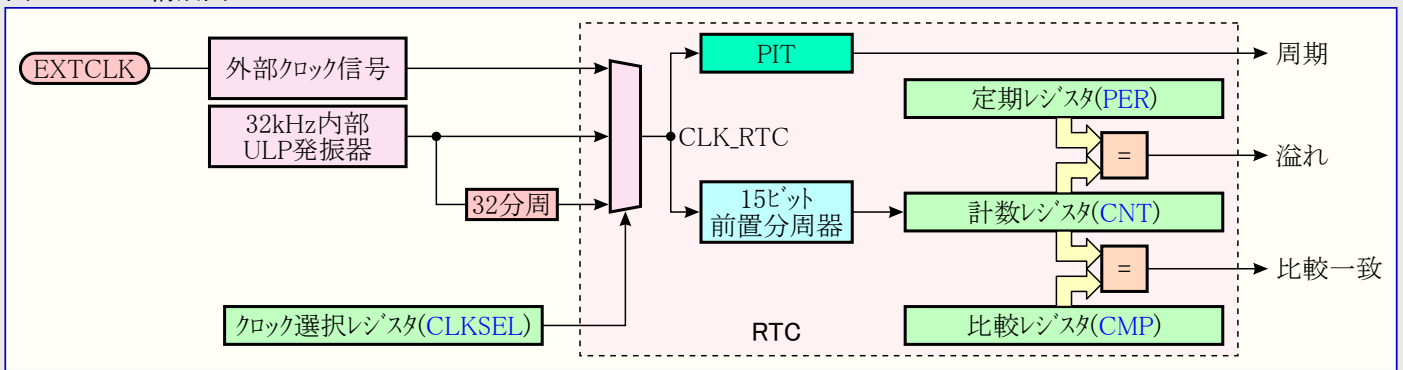 EXTCLK
外部クロック信号
32kHz内部
ULP発振器
32分周
クロック選択レジスタ(CLKSEL)
CLK_RTC
PIT
15ビット
前置分周器
RTC
定期レジスタ(PER)
=
計数レジスタ(CNT)
=
比較レジスタ(CMP)
周期
溢れ
比較一致